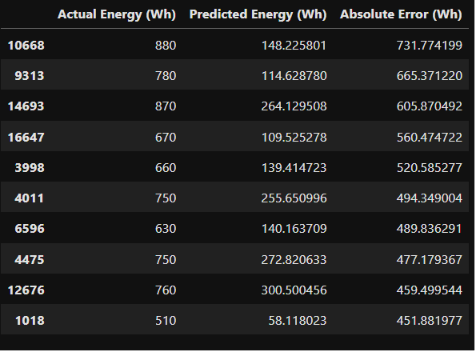 Actual Energy (Wh) Predicted Energy (Wh) Absolute Error (Wh)
10668 880 148.225801 731.774199
9313 780 114.628780 665.371220
14693 870 264.129508 605.870492
16647 670 109.525278 560.474722
3998 660 139.414723 520.585277
4011 750 255.650996 494.349004
6596 630 140.163709 489.836291
4475 750 272.820633 477.179367
12676 760 300.500456 459.499544
1018 510 58.118023 451.881977